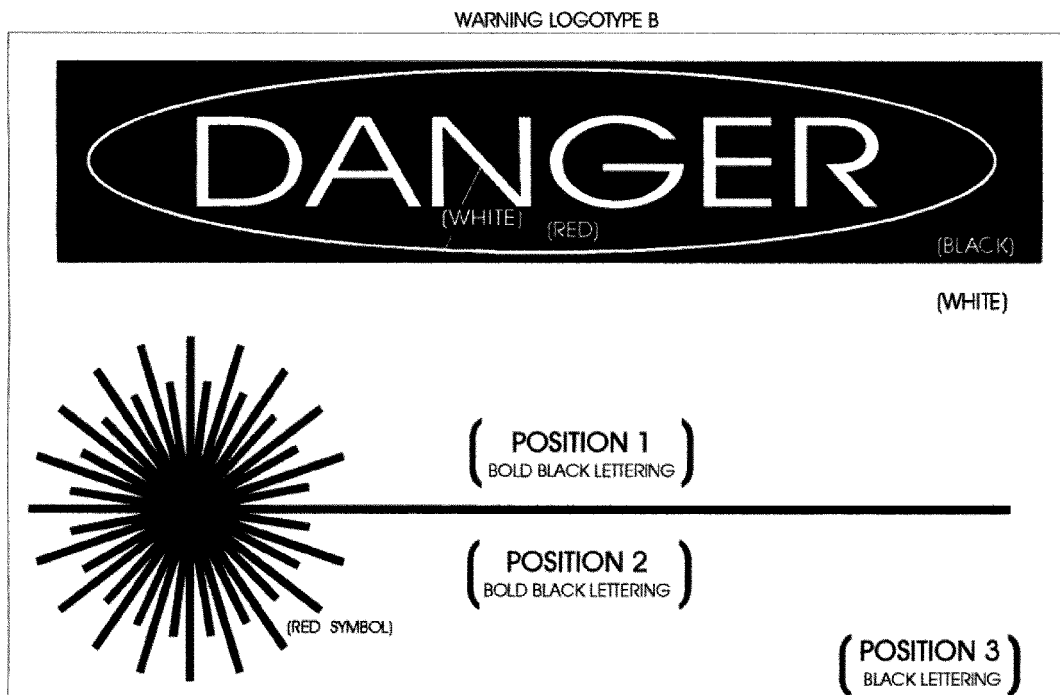 WARNING LOGOTYPE B
DANGER
(WHITE)
(RED)
(BLACK)
(WHITE)
POSITION 1
BOLD BLACK LETTERING
POSITION 2
BOLD BLACK LETTERING
(RED SYMBOL)
POSITION 3
BLACK LETTERING